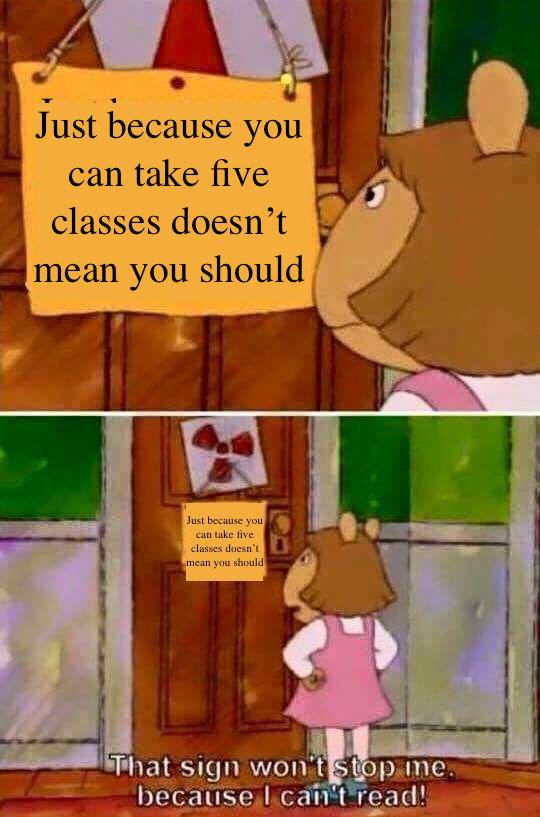 Just because you
can take five
classes doesn’t
mean you should
Just because you
can take five
classes doesn’t
mean you should
That sign won't stop me,
because I can't read!